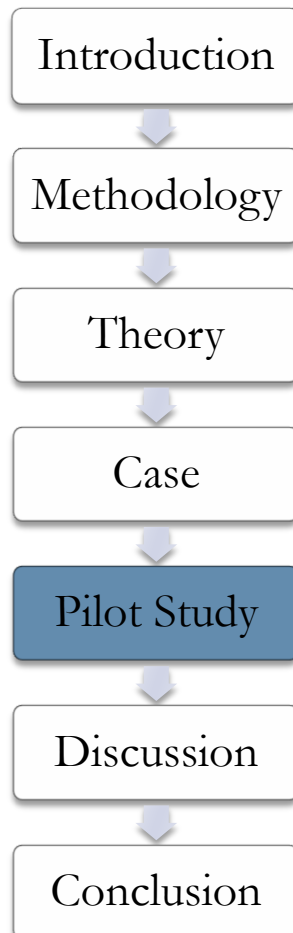 Introduction
Methodology
Theory
Case
Pilot Study
Discussion
Conclusion